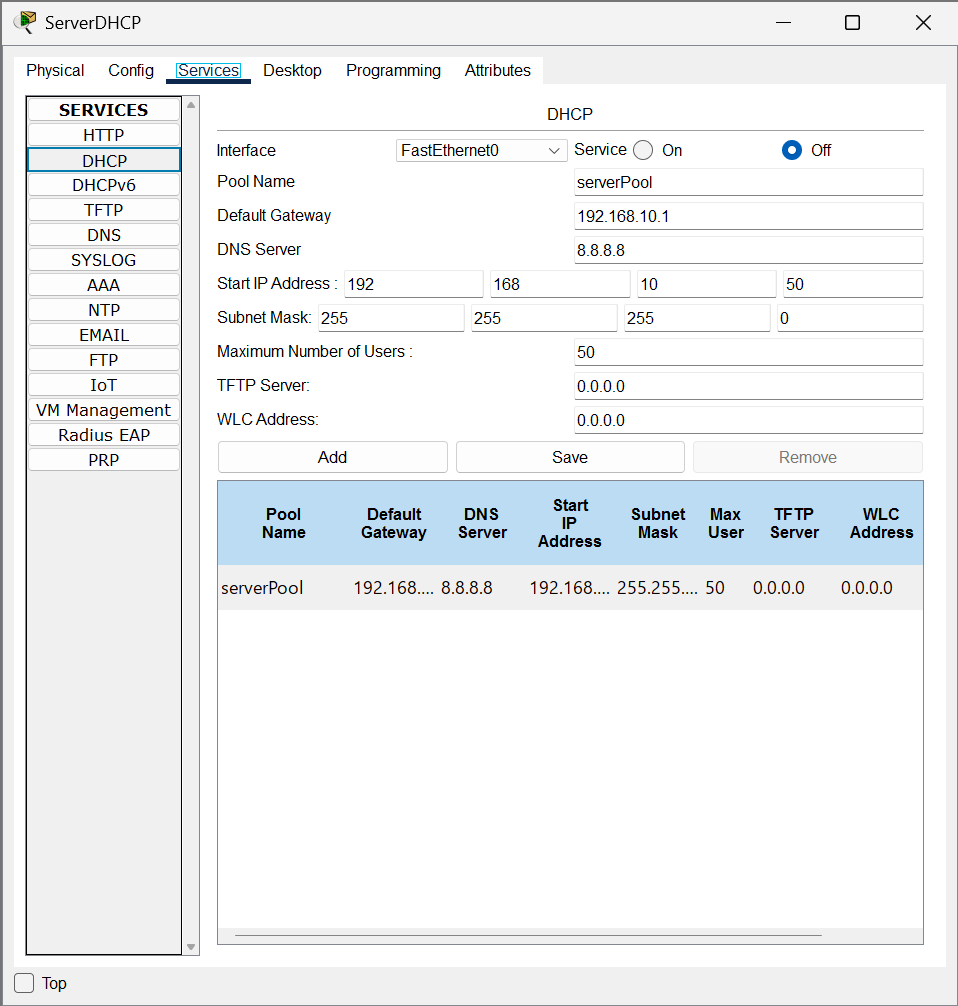 ServerDHCP
Physical Config Services Desktop Programming Attributes
SERVICES
HTTP
DHCP
DHCPv6
TFTP
DNS
SYSLOG
AAA
NTP
EMAIL
FTP
IoT
VM Management
Radius EAP
PRP
DHCP
Interface FastEthernet0 Service On Off
Pool Name serverPool
Default Gateway 192.168.10.1
DNS Server 8.8.8.8
Start IP Address : 192 168 10 50
Subnet Mask: 255 255 255 0
Maximum Number of Users : 50
TFTP Server: 0.0.0.0
WLC Address: 0.0.0.0
Add Save Remove
Pool Name Default Gateway DNS Server Start IP Address Subnet Mask Max User TFTP Server WLC Address
serverPool 192.168.... 8.8.8.8 192.168.... 255.255.... 50 0.0.0.0 0.0.0.0
Top